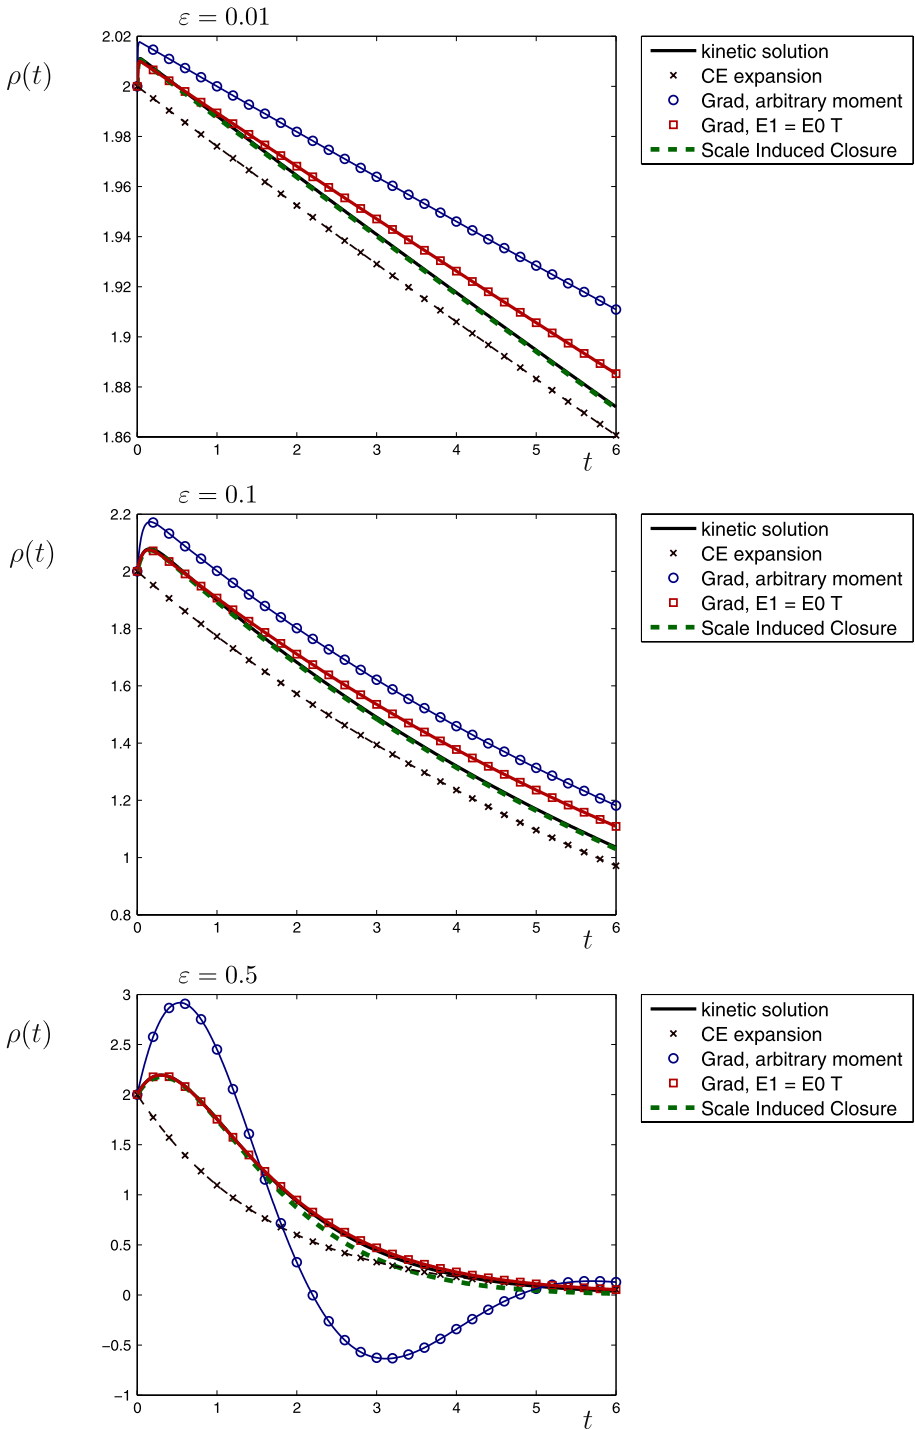 ε = 0.01
ρ(t)
2.02
2
1.98
1.96
1.94
1.92
1.9
1.88
1.86
0 1 2 3 4 5 6
t
kinetic solution
CE expansion
Grad, arbitrary moment
Grad, E1 = E0 T
Scale Induced Closure
ε = 0.1
ρ(t)
2.2
2
1.8
1.6
1.4
1.2
1
0.8
0 1 2 3 4 5 6
t
kinetic solution
CE expansion
Grad, arbitrary moment
Grad, E1 = E0 T
Scale Induced Closure
ε = 0.5
ρ(t)
3
2.5
2
1.5
1
0.5
0
−0.5
−1
0 1 2 3 4 5 6
t
kinetic solution
CE expansion
Grad, arbitrary moment
Grad, E1 = E0 T
Scale Induced Closure